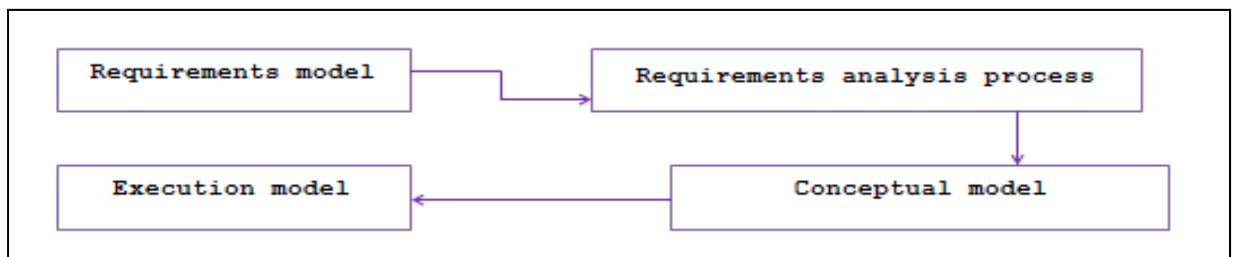 Requirements model
Requirements analysis process
Execution model
Conceptual model